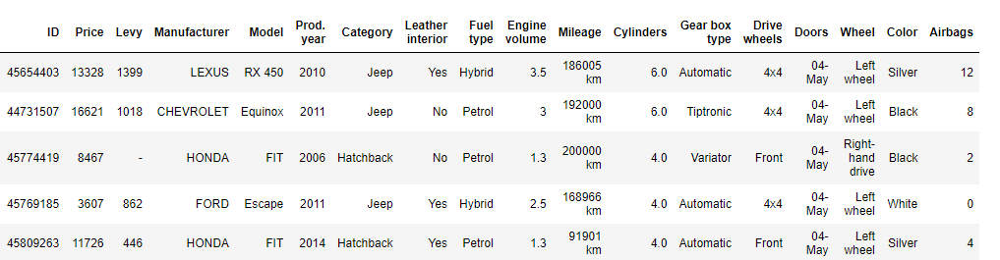 ID Price Levy Manufacturer Model Prod. year Category Leather interior Fuel type Engine volume Mileage Cylinders Gear box type Drive wheels Doors Wheel Color Airbags
45654403 13328 1399 LEXUS RX 450 2010 Jeep Yes Hybrid 3.5 186005 km 6.0 Automatic 4x4 04-May Left wheel Silver 12
44731507 16621 1018 CHEVROLET Equinox 2011 Jeep No Petrol 3 192000 km 6.0 Tiptronic 4x4 04-May Left wheel Black 8
45774419 8467 - HONDA FIT 2006 Hatchback No Petrol 1.3 200000 km 4.0 Variator Front 04-May Right-hand drive Black 2
45769185 3607 862 FORD Escape 2011 Jeep Yes Hybrid 2.5 168966 km 4.0 Automatic 4x4 04-May Left wheel White 0
45809263 11726 446 HONDA FIT 2014 Hatchback Yes Petrol 1.3 91901 km 4.0 Automatic Front 04-May Left wheel Silver 4